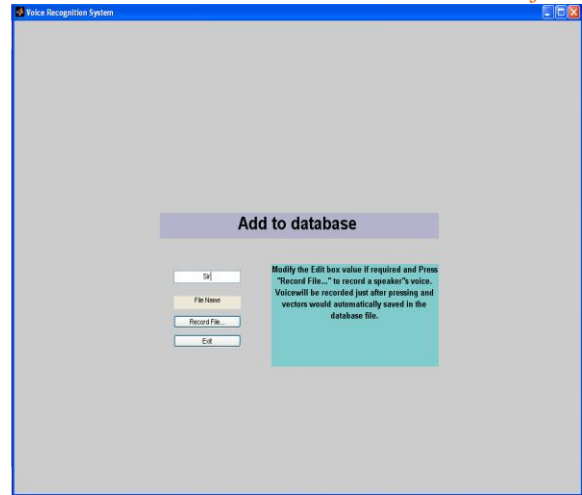 Voice Recognition System
Add to database
Sir
File Name
Record File...
Exit
Modify the Edit box value if required and Press
"Record File..." to record a speaker"s voice.
Voicewill be recorded just after pressing and
vectors would automatically saved in the
database file.